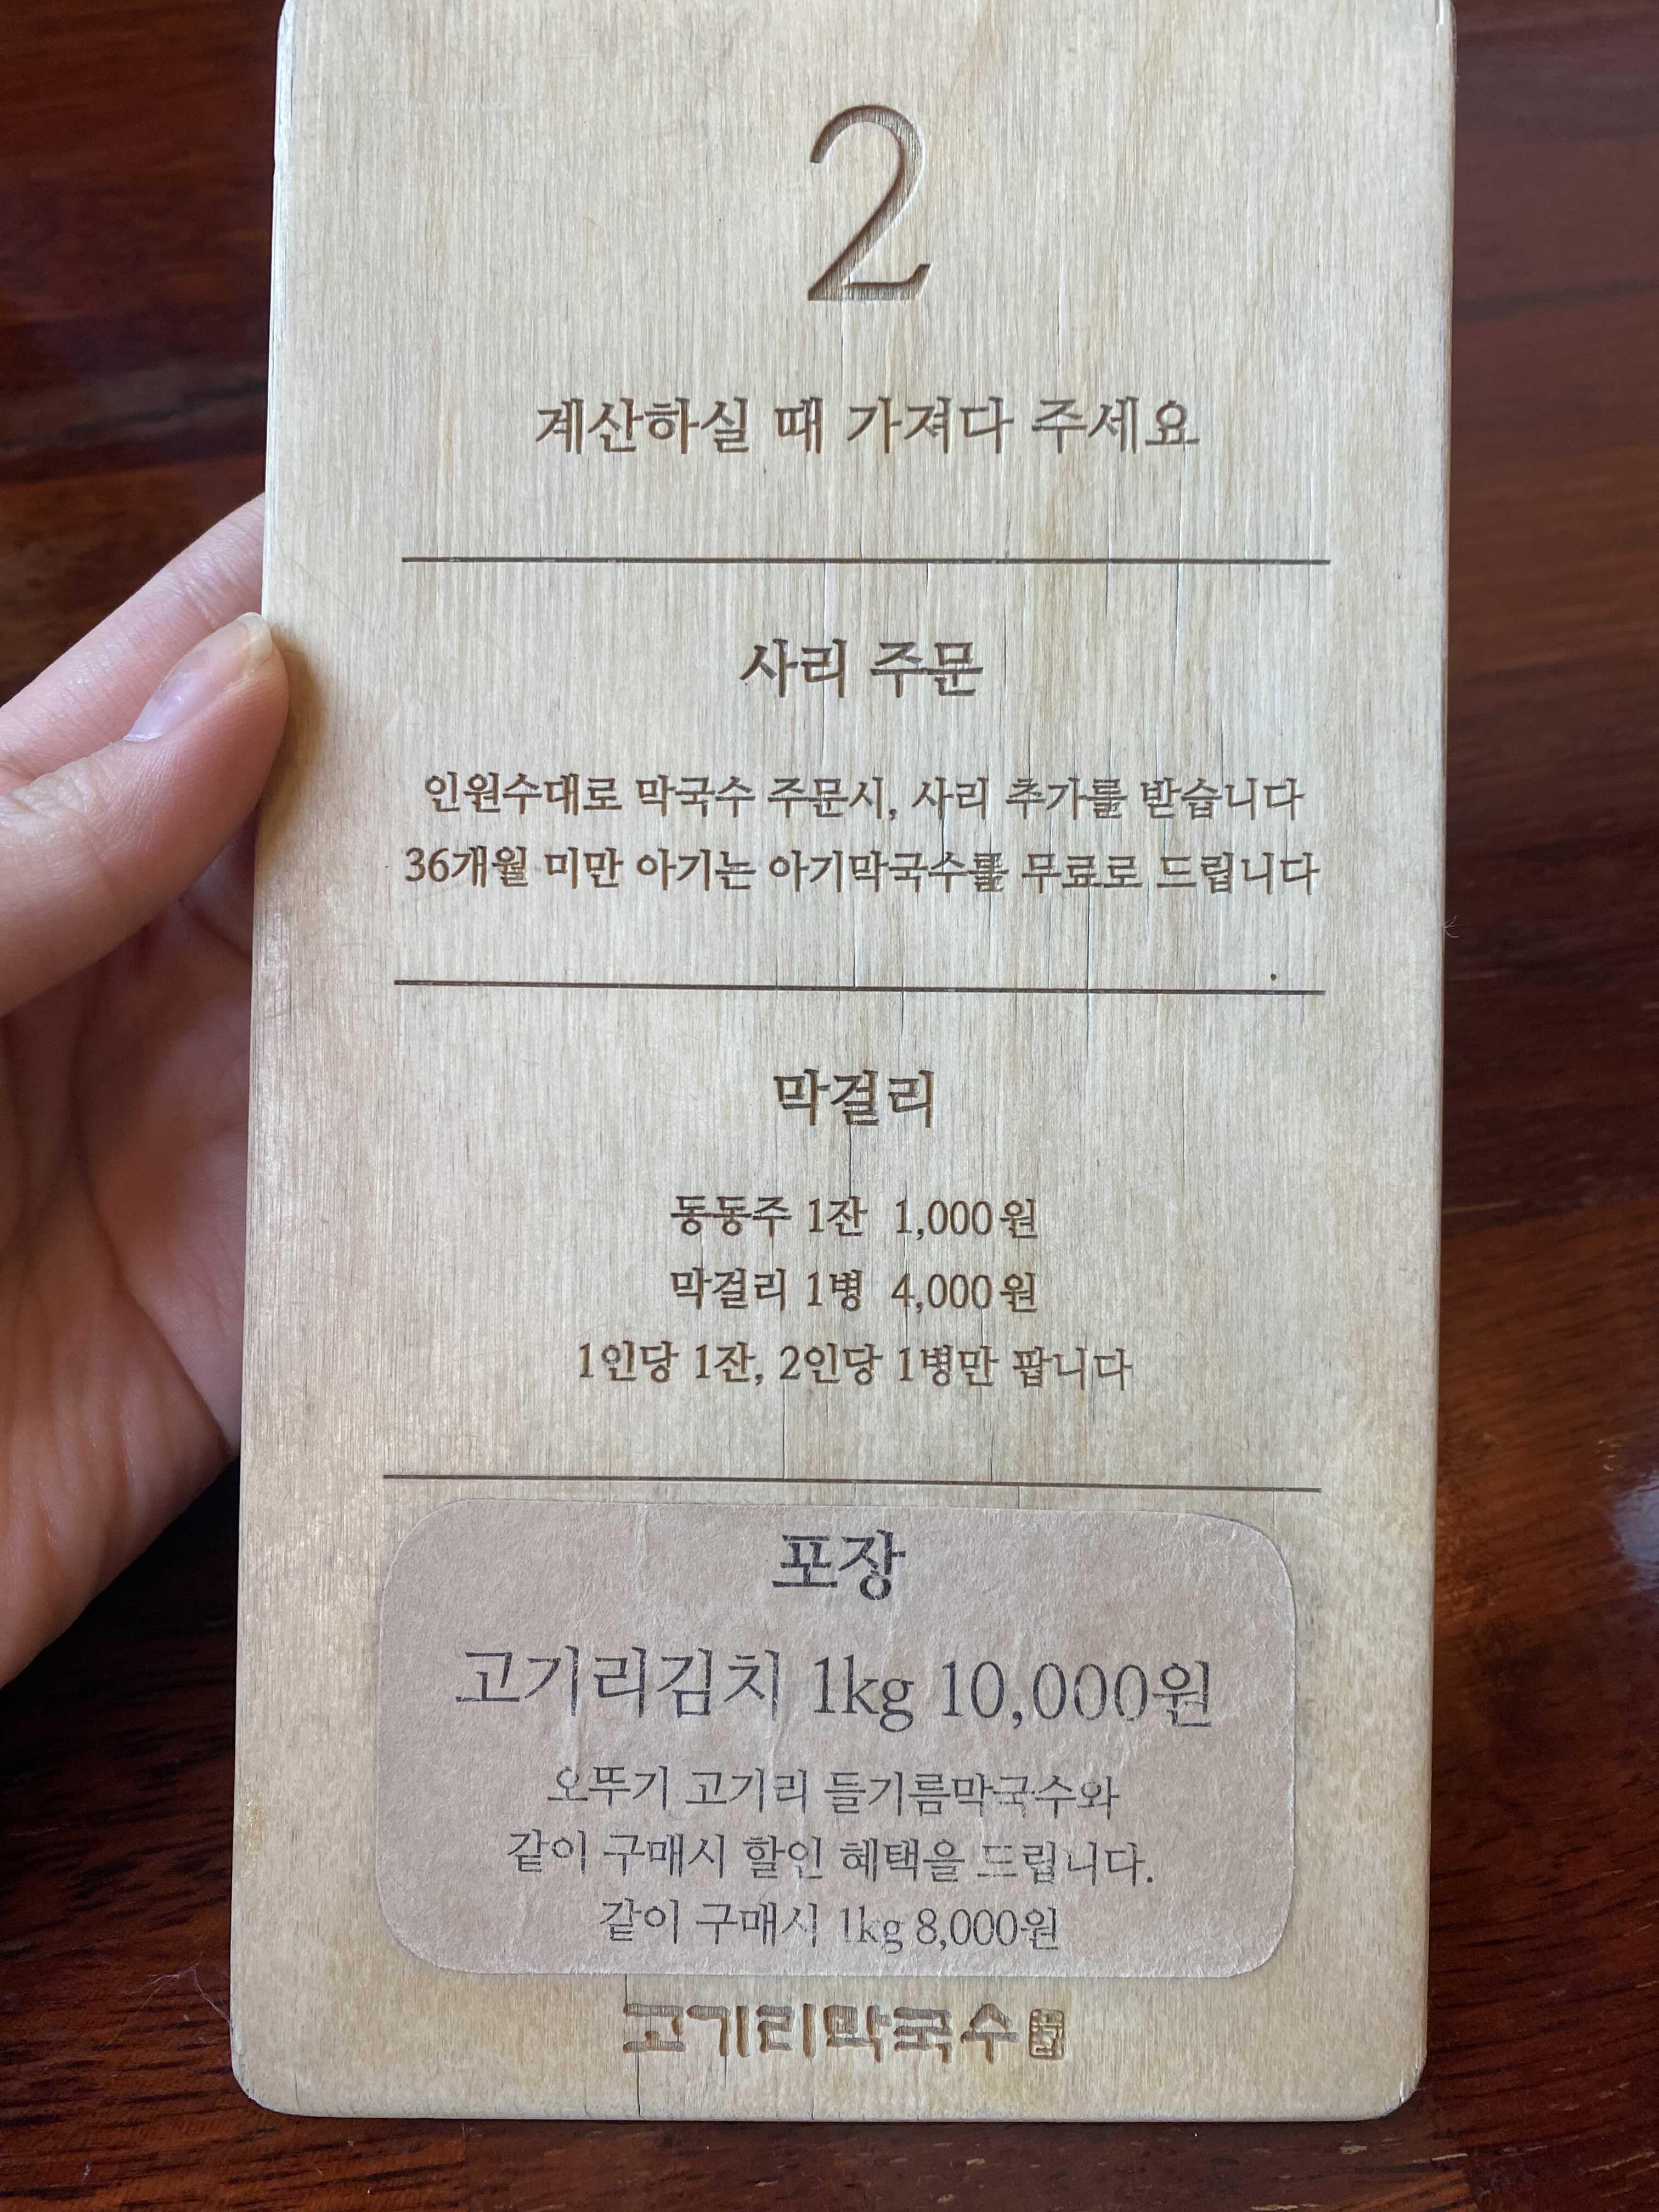 2
계산하실 때 가져다 주세요
사리 주문
인원수대로 막국수 주문시, 사리 추가를 받습니다
36개월 미만 아기는 아기막국수를 무료로 드립니다
막걸리
동동주 1잔 1,000원
막걸리 1병 4,000원
1인당 1잔, 2인당 1병만 팝니다
포장
고기리김치 1kg 10,000원
오뚜기 고기리 들기름막국수와
같이 구매시 할인 혜택을 드립니다.
같이 구매시 1kg 8,000원
고기리막국수